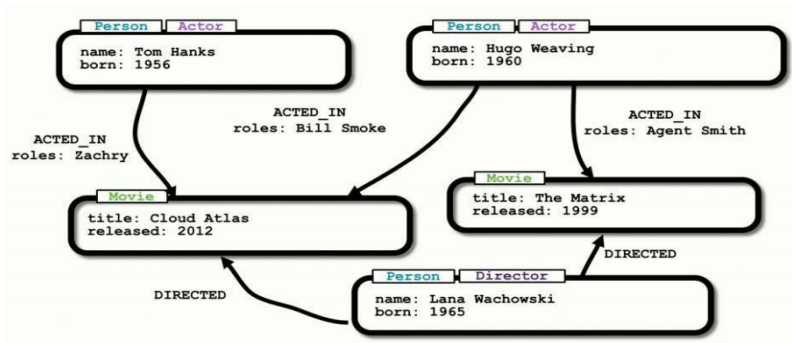 Person Actor
name: Tom Hanks
born: 1956
Person Actor
name: Hugo Weaving
born: 1960
ACTED_IN
roles: Zachry
ACTED_IN
roles: Bill Smoke
ACTED_IN
roles: Agent Smith
Movie
title: Cloud Atlas
released: 2012
Movie
title: The Matrix
released: 1999
DIRECTED
DIRECTED
Person Director
name: Lana Wachowski
born: 1965